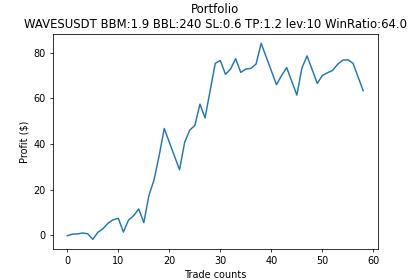 Portfolio
WAVESUSDT BBM:1.9 BBL:240 SL:0.6 TP:1.2 lev:10 WinRatio:64.0
Profit ($)
80
60
40
20
0
0 10 20 30 40 50 60
Trade counts